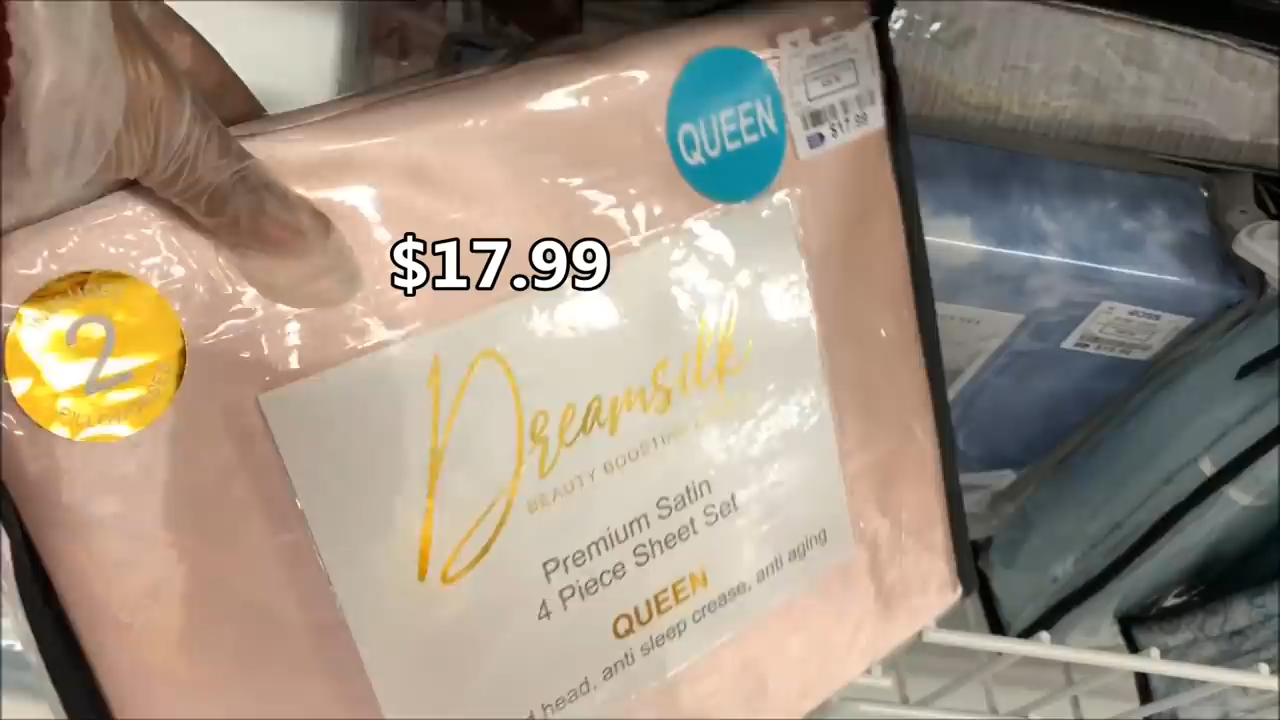 QUEEN
$17.99
$17.99
2
Dreamsilk
BEAUTY BOOSTING
Premium Satin
4 Piece Sheet Set
QUEEN
head, anti sleep crease, anti aging